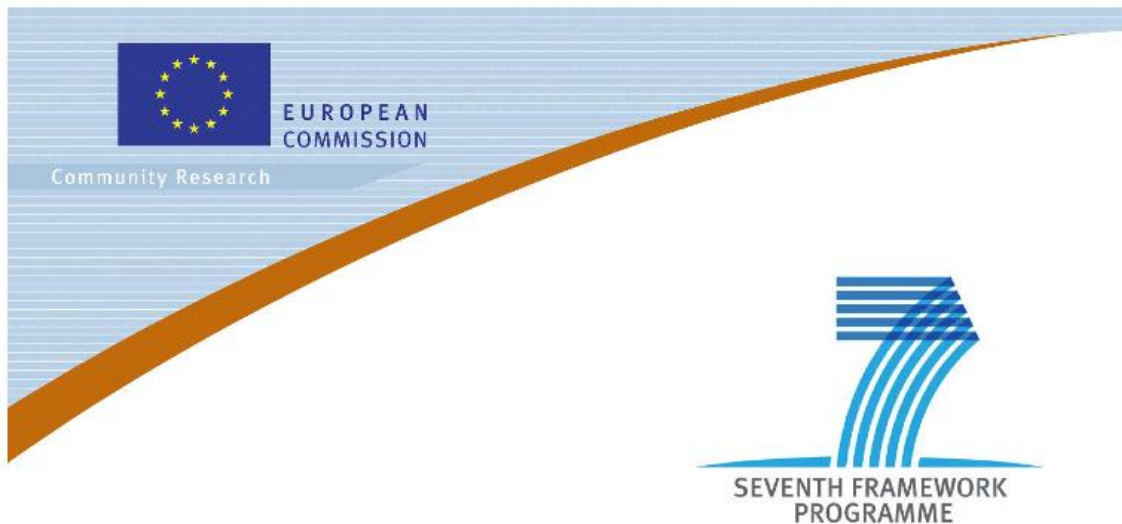 EUROPEAN
COMMISSION
Community Research
SEVENTH FRAMEWORK
PROGRAMME